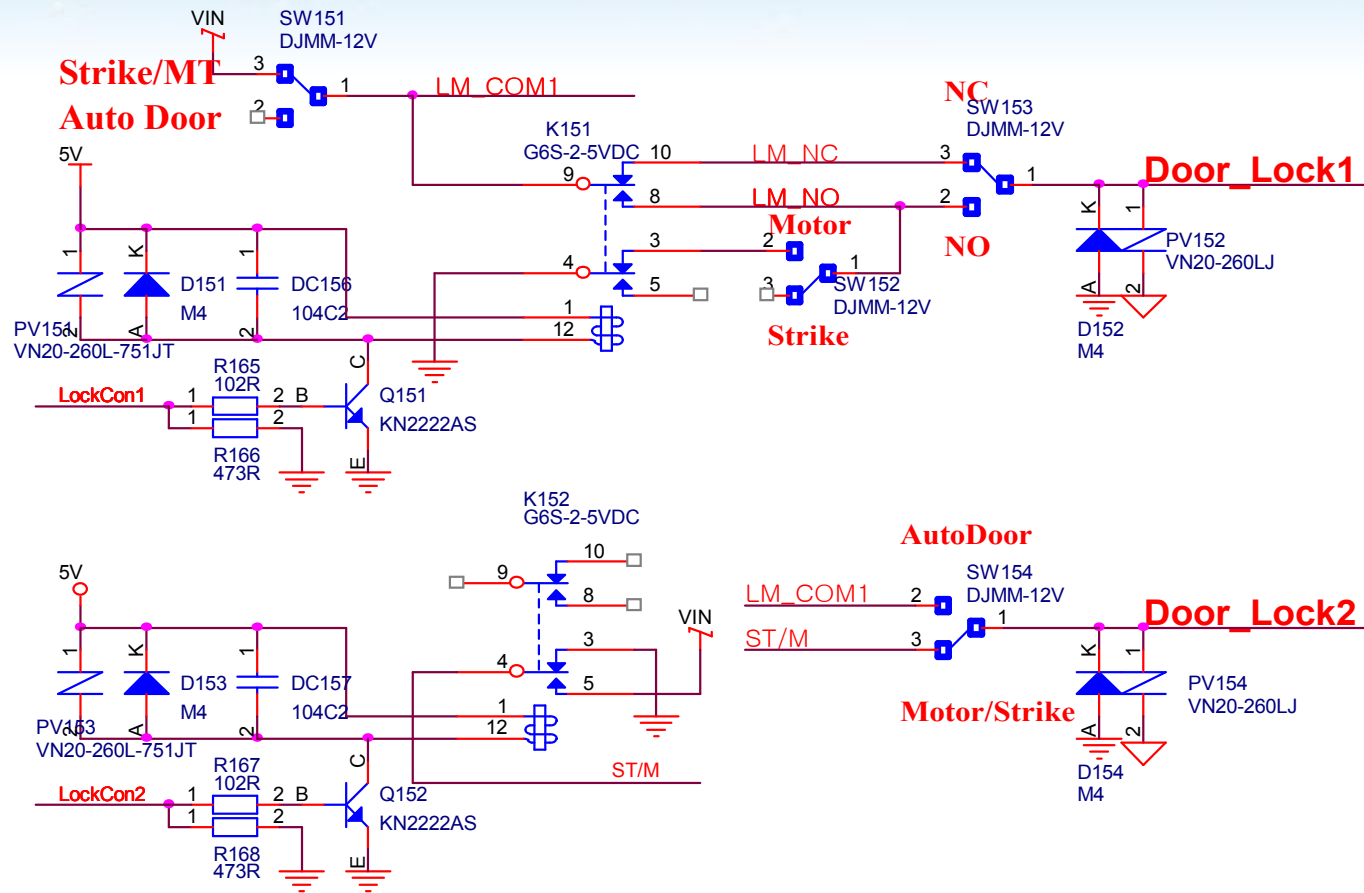 VIN
SW151
DJMM-12V
3
1
2
Strike/MT
Auto Door
LM_COM1
K151
G6S-2-5VDC
9
10
8
LM_NC
LM_NO
NC
SW153
DJMM-12V
3
1
2
NO
Door_Lock1
K
A
D152
M4
1
2
PV152
VN20-260LJ
4
3
5
Motor
2
1
3
SW152
DJMM-12V
Strike
1
12
5V
1
2
PV151
VN20-260L-751JT
K
A
D151
M4
1
2
DC156
104C2
LockCon1
R165
102R
1
2
B
1
2
R166
473R
C
E
Q151
KN2222AS
K152
G6S-2-5VDC
9
10
8
4
3
5
VIN
1
12
ST/M
5V
1
2
PV153
VN20-260L-751JT
K
A
D153
M4
1
2
DC157
104C2
LockCon2
R167
102R
1
2
B
1
2
R168
473R
C
E
Q152
KN2222AS
AutoDoor
SW154
DJMM-12V
LM_COM1
2
1
ST/M
3
Motor/Strike
Door_Lock2
K
A
D154
M4
1
2
PV154
VN20-260LJ